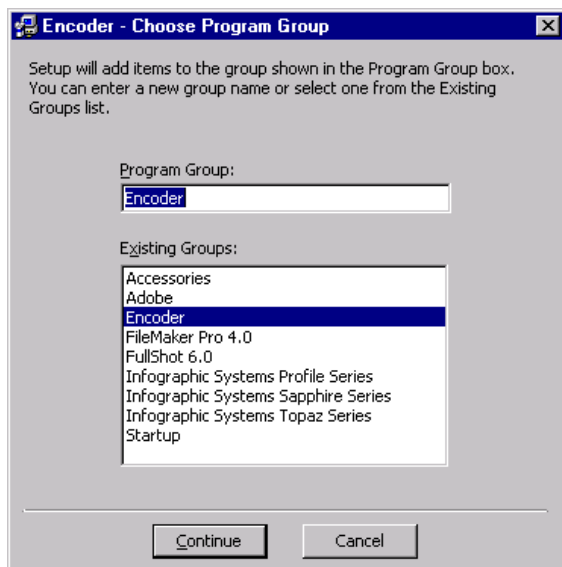 Encoder - Choose Program Group
Setup will add items to the group shown in the Program Group box.
You can enter a new group name or select one from the Existing
Groups list.
Program Group:
Encoder
Existing Groups:
Accessories
Adobe
Encoder
FileMaker Pro 4.0
FullShot 6.0
Infographic Systems Profile Series
Infographic Systems Sapphire Series
Infographic Systems Topaz Series
Startup
Continue
Cancel